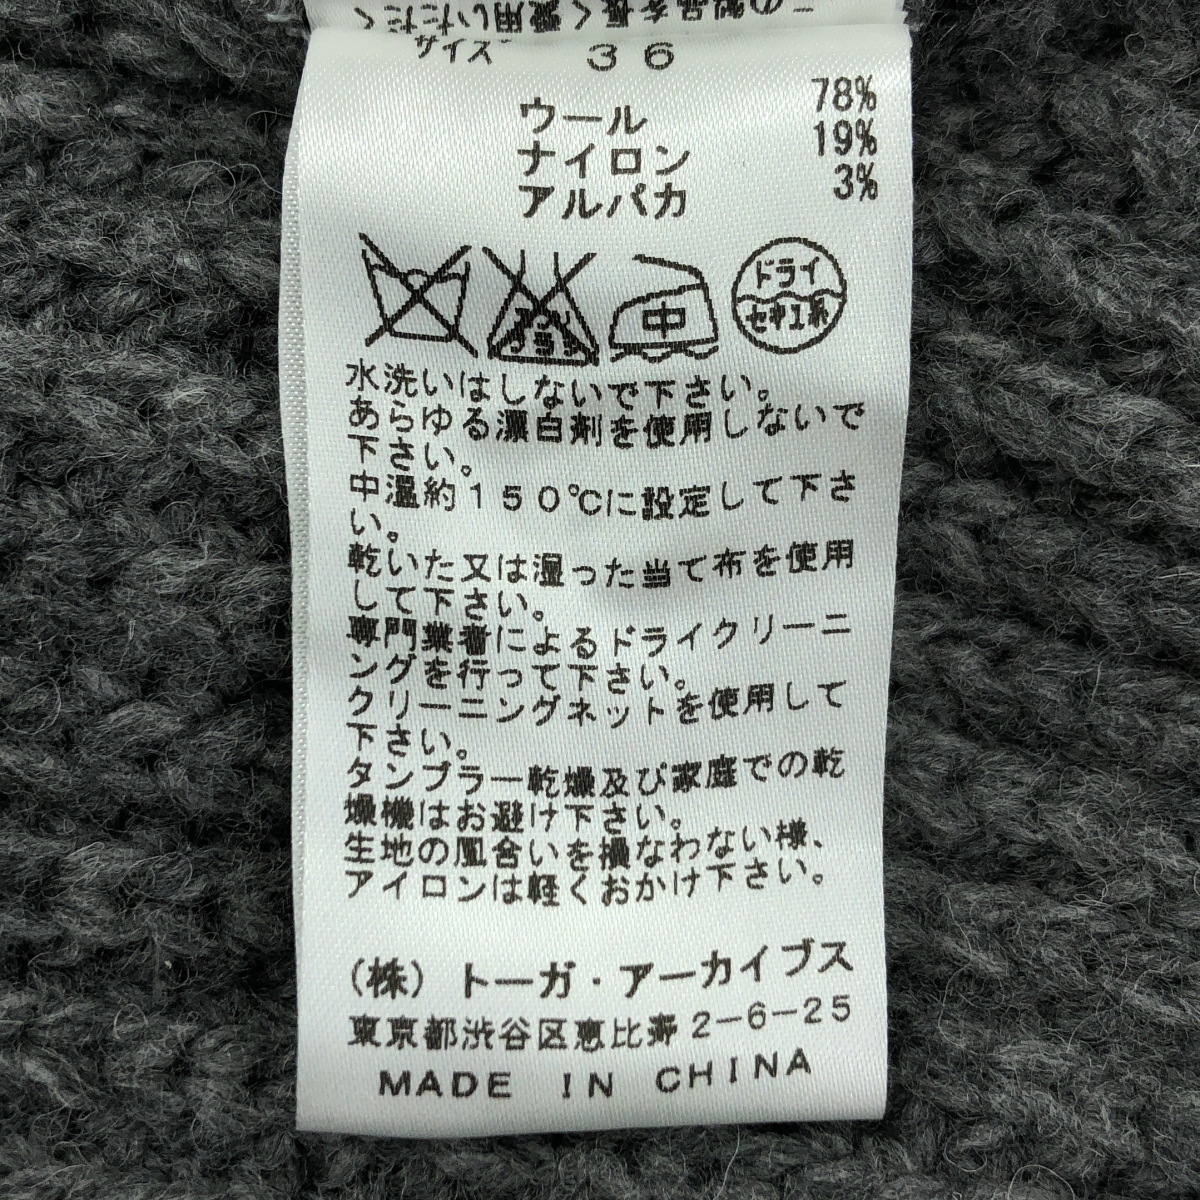 サイズ 36
ウール 78%
ナイロン 19%
アルパカ 3%
中
ドライ
セキユ系
水洗いはしないで下さい。
あらゆる漂白剤を使用しないで
下さい。
中温約150℃に設定して下さ
い。
乾いた又は湿った当て布を使用
して下さい。
専門業者によるドライクリーニ
ングを行って下さい。
クリーニングネットを使用して
下さい。
タンブラー乾燥及び家庭での乾
燥機はお避け下さい。
生地の風合いを損なわない様、
アイロンは軽くおかけ下さい。
(株)トーガ・アーカイブス
東京都渋谷区恵比寿2-6-25
MADE IN CHINA